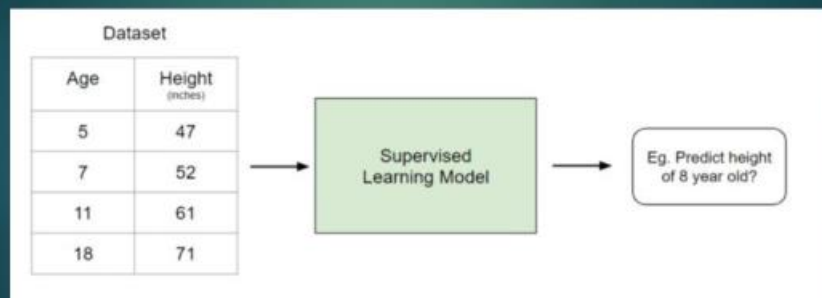 Dataset
Age Height
(inches)
5 47
7 52
11 61
18 71
Supervised
Learning Model
Eg. Predict height
of 8 year old?